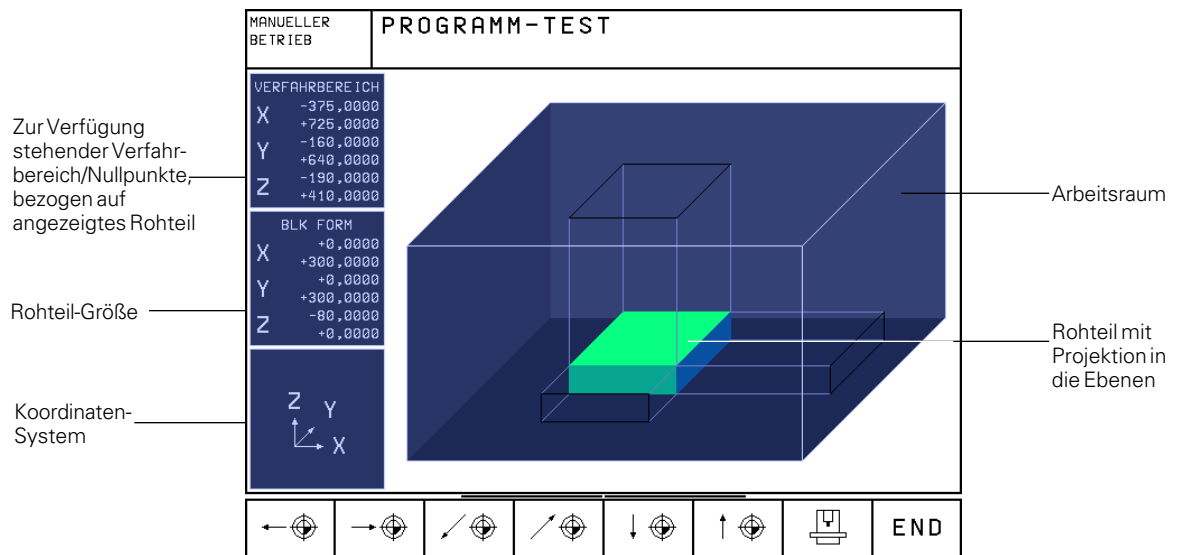 MANUELLER
BETRIEB
PROGRAMM-TEST
VERFAHRBEREICH
X -375,0000
+725,0000
Y -160,0000
+640,0000
Z -190,0000
+410,0000
BLK FORM
X +0,0000
+300,0000
Y +0,0000
+300,0000
Z -80,0000
+0,0000
Z
Y
X
Zur Verfügung
stehender Verfahr-
bereich/Nullpunkte,
bezogen auf
angezeigtes Rohteil
Rohteil-Größe
Koordinaten-
System
Arbeitsraum
Rohteil mit
Projektion in
die Ebenen
END